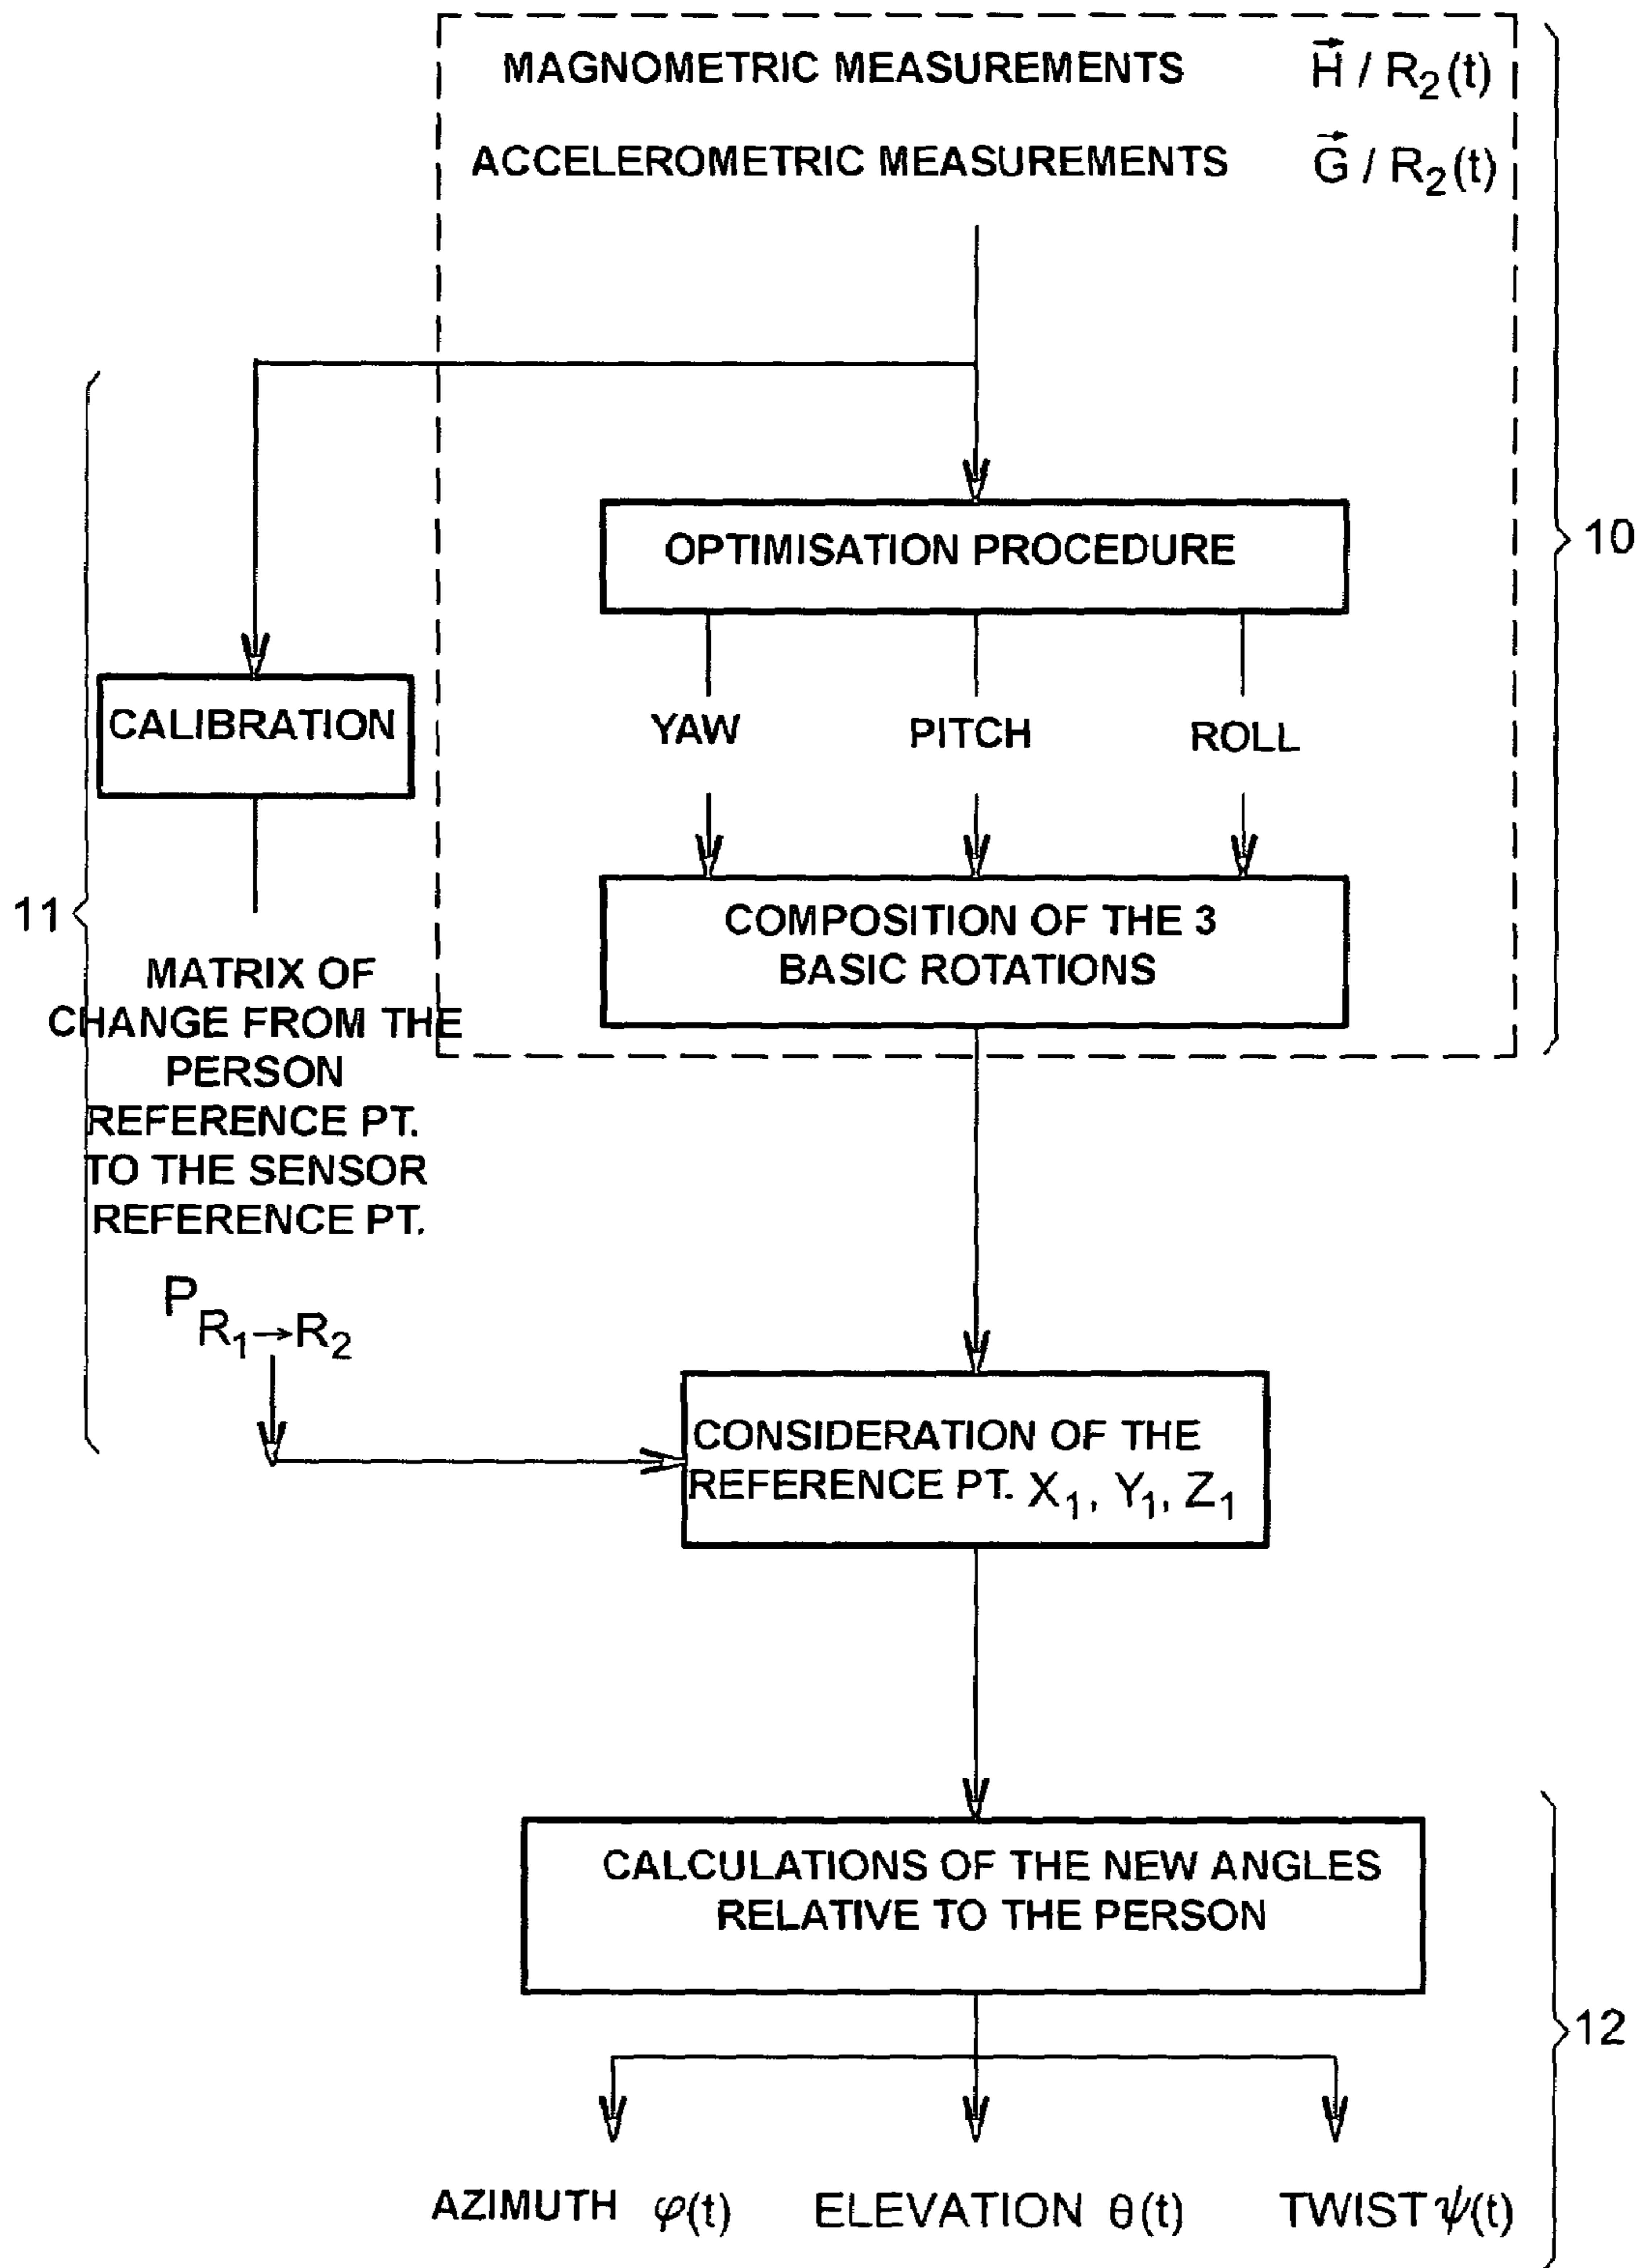 MAGNOMETRIC MEASUREMENTS H⃗ / R₂(t)
ACCELEROMETRIC MEASUREMENTS G⃗ / R₂(t)
10
OPTIMISATION PROCEDURE
CALIBRATION
YAW PITCH ROLL
11
COMPOSITION OF THE 3
BASIC ROTATIONS
MATRIX OF
CHANGE FROM THE
PERSON
REFERENCE PT.
TO THE SENSOR
REFERENCE PT.
P R₁→R₂
CONSIDERATION OF THE
REFERENCE PT. X₁, Y₁, Z₁
CALCULATIONS OF THE NEW ANGLES
RELATIVE TO THE PERSON
12
AZIMUTH φ(t) ELEVATION θ(t) TWIST ψ(t)